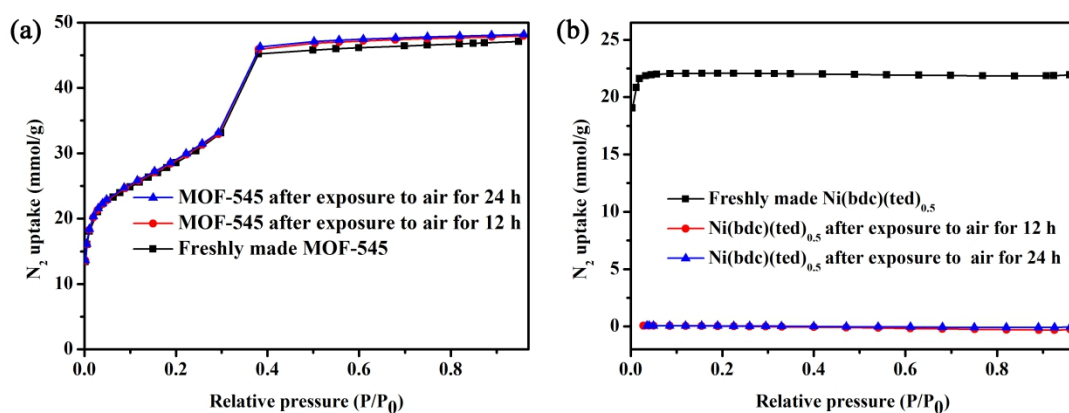 (a)
50
40
30
20
10
0
N₂ uptake (mmol/g)
MOF-545 after exposure to air for 24 h
MOF-545 after exposure to air for 12 h
Freshly made MOF-545
0.0 0.2 0.4 0.6 0.8
Relative pressure (P/P₀)
(b)
25
20
15
10
5
0
N₂ uptake (mmol/g)
Freshly made Ni(bdc)(ted)₀.₅
Ni(bdc)(ted)₀.₅ after exposure to air for 12 h
Ni(bdc)(ted)₀.₅ after exposure to air for 24 h
0.0 0.2 0.4 0.6 0.8
Relative pressure (P/P₀)